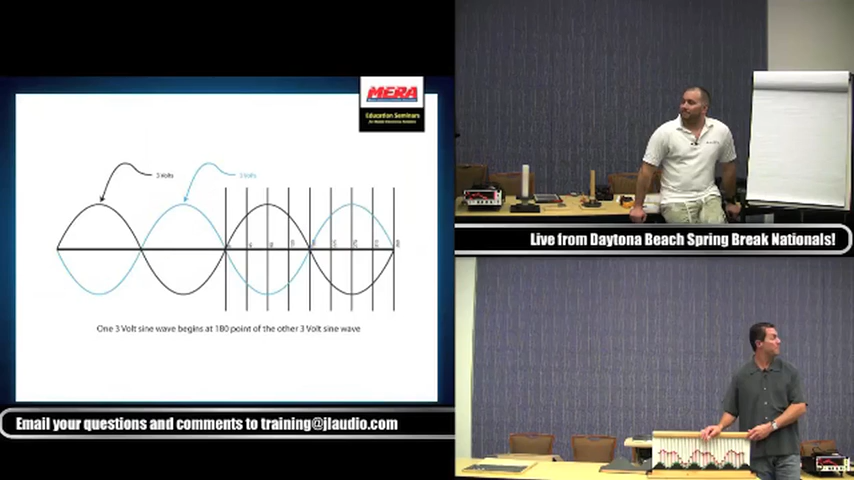 MERA
Education Seminars
3 Volts
3 Volts
One 3 Volt sine wave begins at 180 point of the other 3 Volt sine wave
Live from Daytona Beach Spring Break Nationals!
Email your questions and comments to training@jlaudio.com